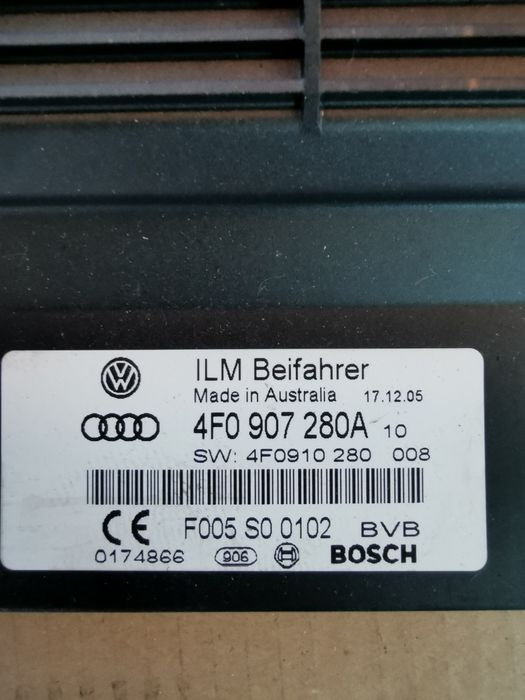 ILM Beifahrer
Made in Australia 17.12.05
4F0 907 280A 10
SW: 4F0910 280 008
CE F005 S0 0102 BVB
0174866 906 BOSCH